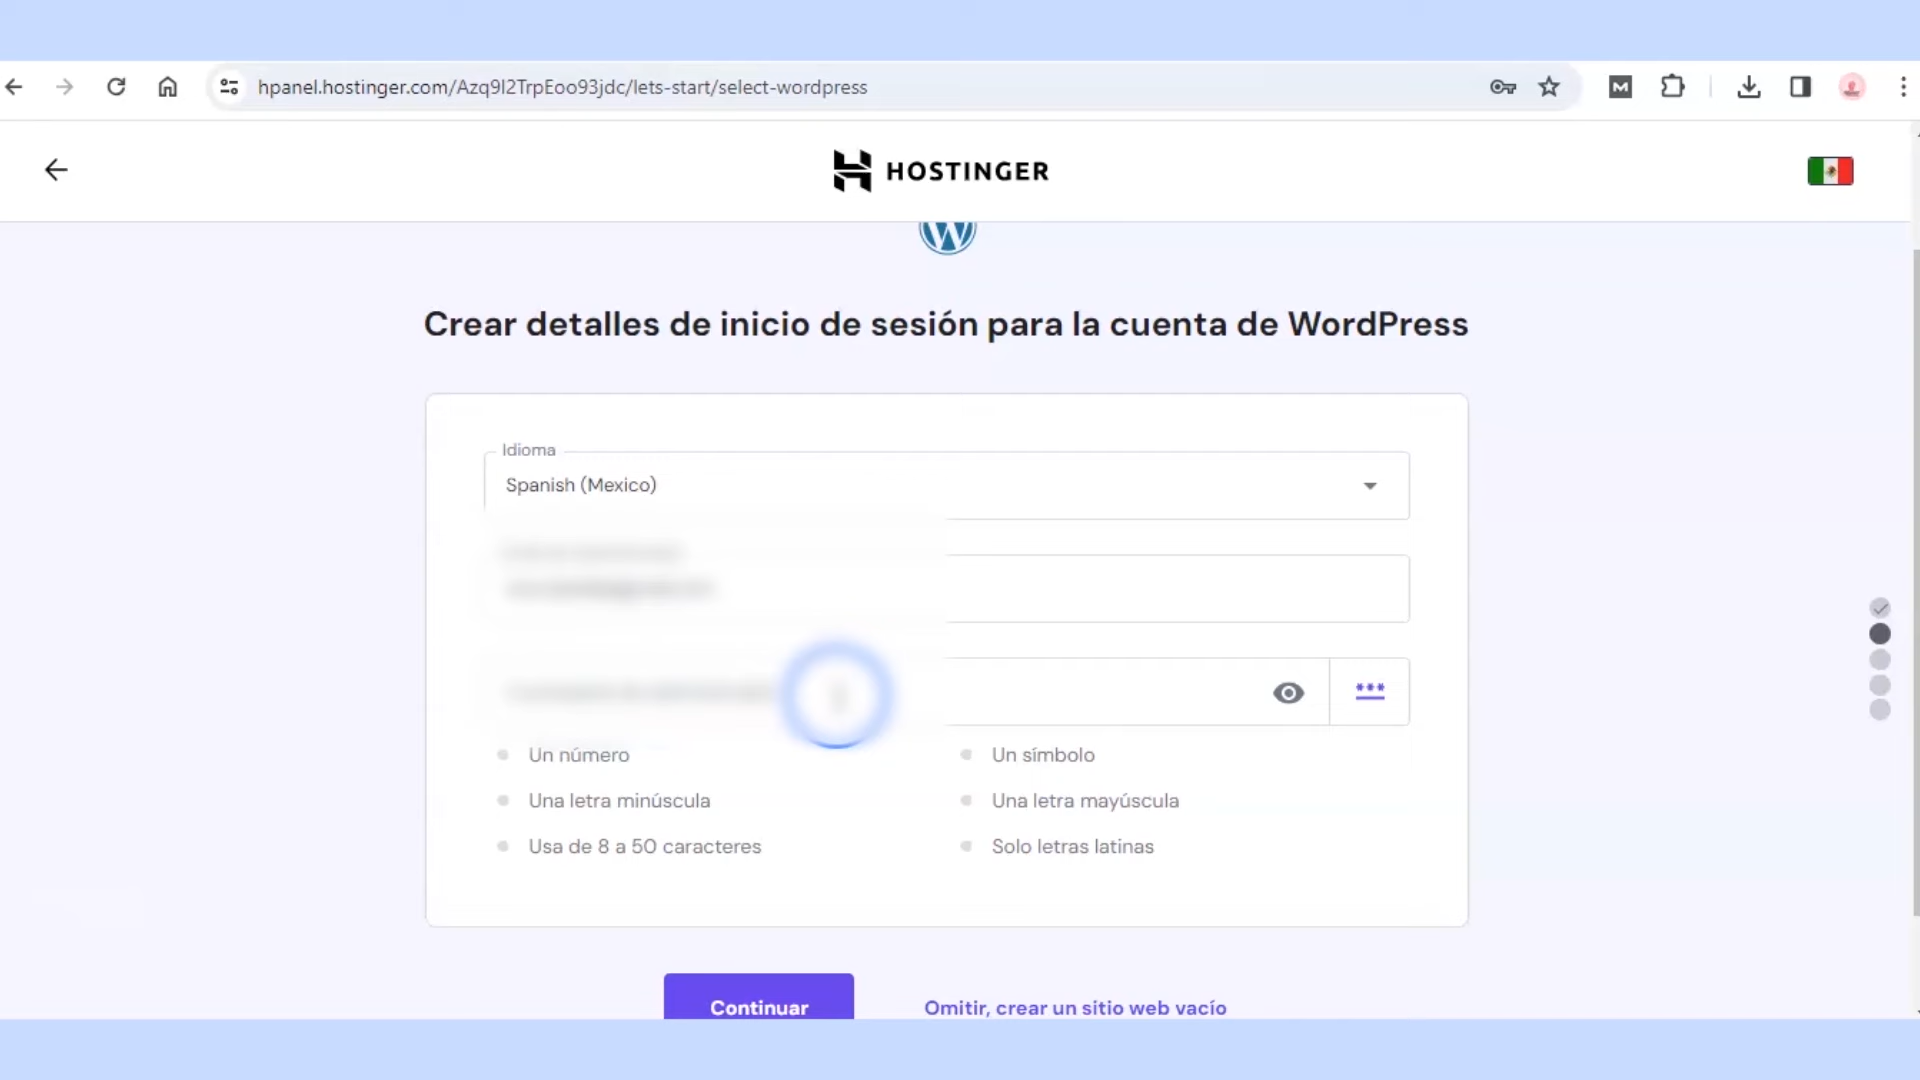 hpanel.hostinger.com/Azq9I2TrpEoo93jdc/lets-start/select-wordpress
HOSTINGER
Crear detalles de inicio de sesión para la cuenta de WordPress
Idioma
Spanish (Mexico)
***
Un número
Un símbolo
Una letra minúscula
Una letra mayúscula
Usa de 8 a 50 caracteres
Solo letras latinas
Continuar
Omitir, crear un sitio web vacío